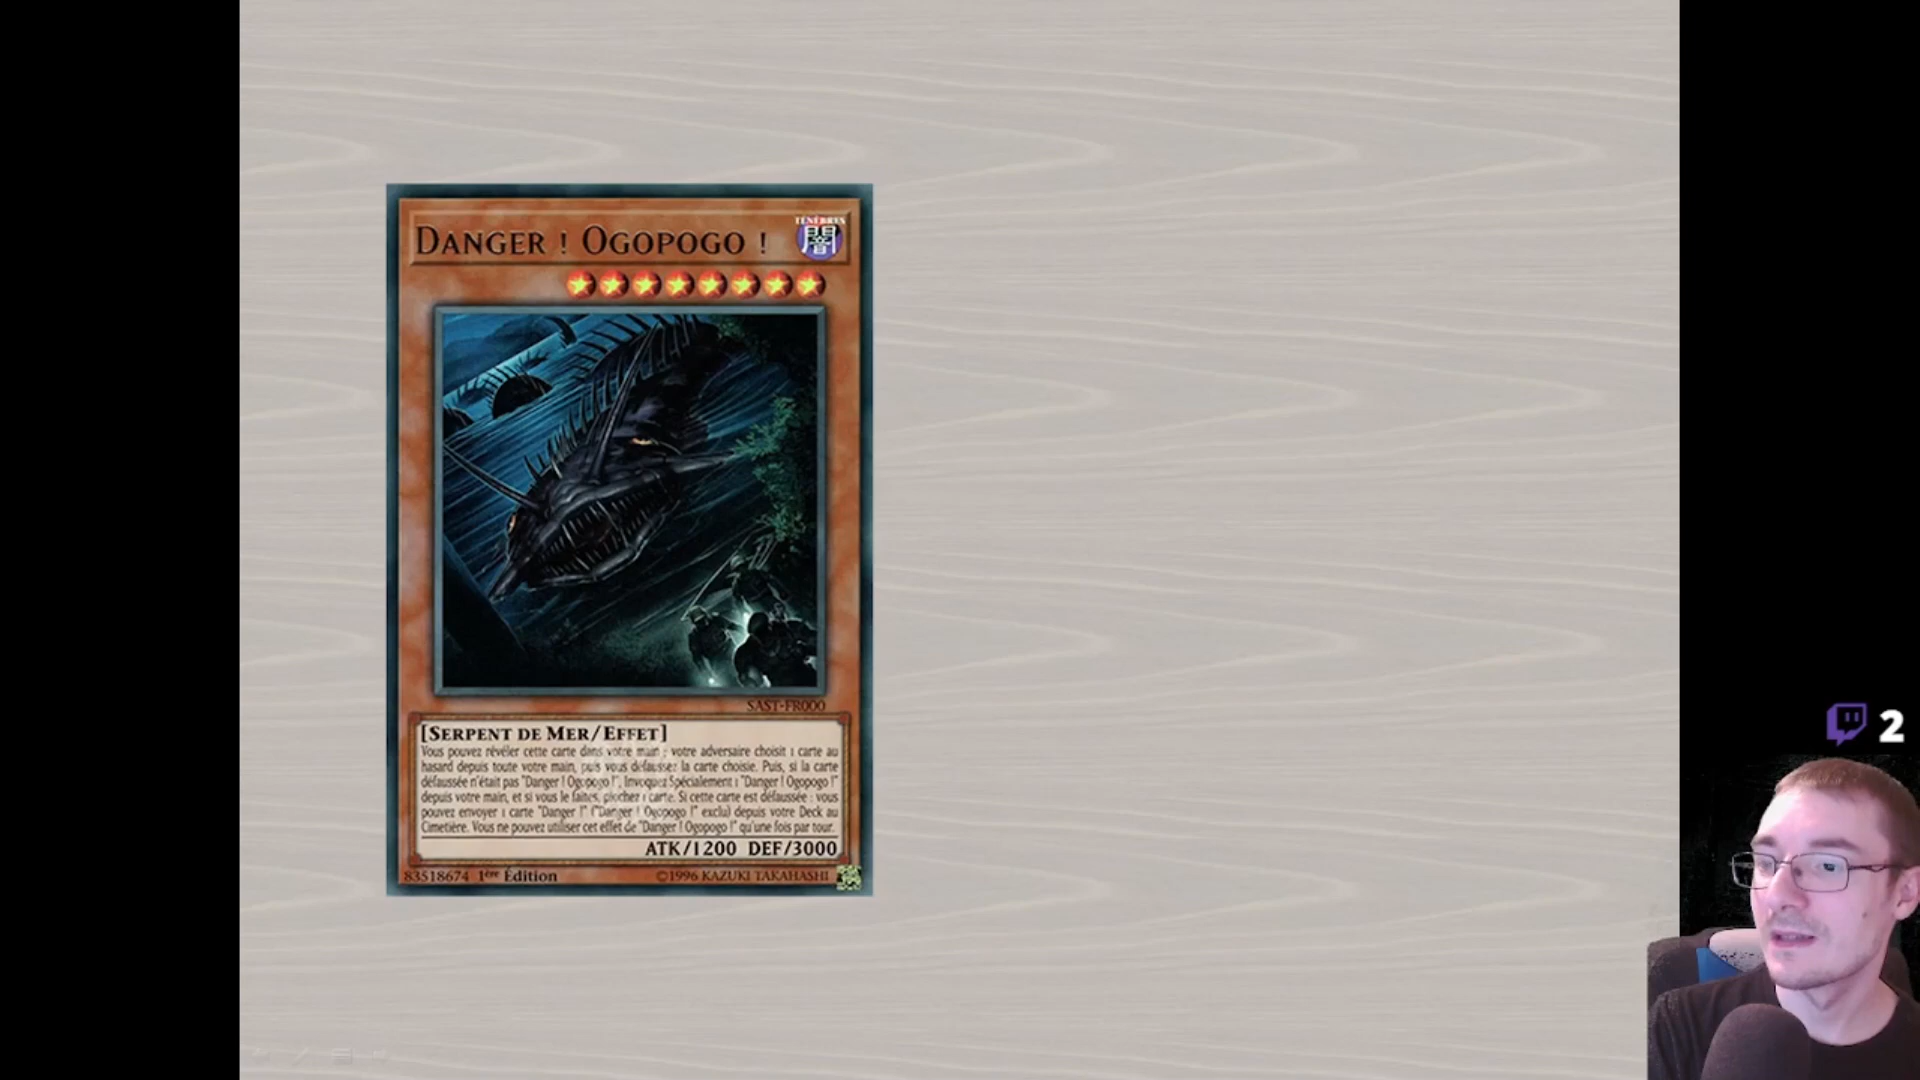 DANGER ! OGOPOGO !
TÉNÈBRES
闇
SAST-FR000
[SERPENT DE MER/EFFET]
Vous pouvez révéler cette carte dans votre main ; votre adversaire choisit 1 carte au
hasard depuis toute votre main, puis vous défaussez la carte choisie. Puis, si la carte
défaussée n'était pas "Danger ! Ogopogo !", Invoquez Spécialement 1 "Danger ! Ogopogo !"
depuis votre main, et si vous le faites, piochez 1 carte. Si cette carte est défaussée : vous
pouvez envoyer 1 carte "Danger !" ("Danger ! Ogopogo !" exclu) depuis votre Deck au
Cimetière. Vous ne pouvez utiliser cet effet de "Danger ! Ogopogo !" qu'une fois par tour.
ATK/1200 DEF/3000
83518674 1ère Édition ©1996 KAZUKI TAKAHASHI
2